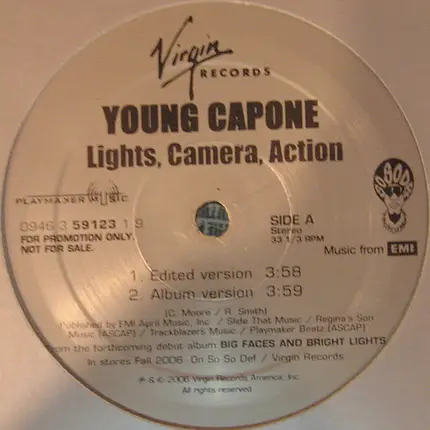 Virgin
RECORDS
YOUNG CAPONE
Lights, Camera, Action
PLAYMAKER MUSIC
SO SO DEF
0946 3 59123 1 9
SIDE A
FOR PROMOTION ONLY.
Stereo
NOT FOR SALE.
33 1/3 RPM
Music from EMI
1. Edited version 3:58
2. Album version 3:59
(C. Moore / R. Smith)
Published by EMI April Music, Inc. / Slide That Music / Regina's Son
Music (ASCAP) / Trackblazers Music / Playmaker Beatz (ASCAP)
From the forthcoming debut album BIG FACES AND BRIGHT LIGHTS
In stores Fall 2006 On So So Def / Virgin Records
℗ & © 2006 Virgin Records America, Inc.
All rights reserved